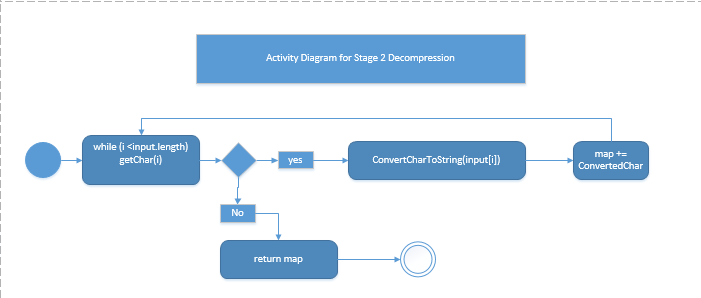 Activity Diagram for Stage 2 Decompression
while (i <input.length)
getChar(i)
yes
ConvertCharToString(input[i])
map +=
ConvertedChar
No
return map